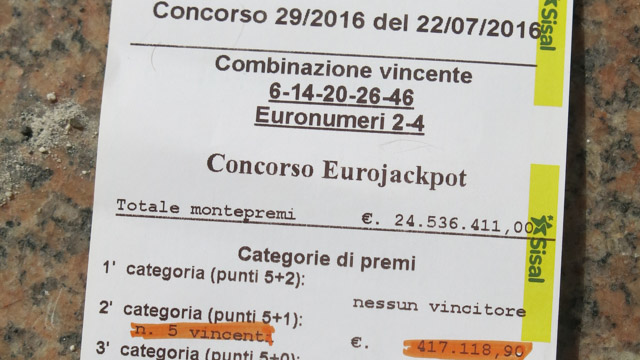 Concorso 29/2016 del 22/07/2016
Sisal
Combinazione vincente
6-14-20-26-46
Euronumeri 2-4
Concorso Eurojackpot
Totale montepremi €. 24.536.411,00
Sisal
Categorie di premi
1' categoria (punti 5+2):
nessun vincitore
2' categoria (punti 5+1):
n. 5 vincenti €. 417.118,90
3' categoria (punti 5+0):